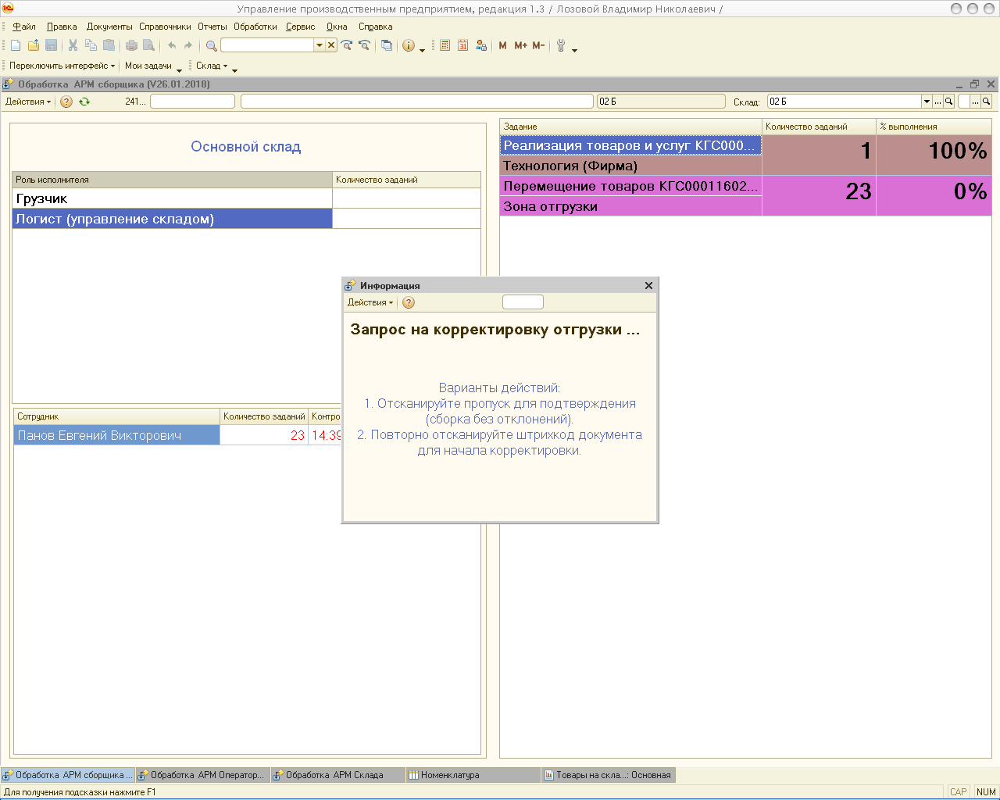 Управление производственным предприятием, редакция 1.3 / Лозовой Владимир Николаевич /
Файл Правка Документы Справочники Отчеты Обработки Сервис Окна Справка
M M+ M-
Переключить интерфейс Мои задачи Склад
Обработка АРМ сборщика (V26.01.2018)
Действия 241... 02 Б Склад: 02 Б ... ...
Основной склад
Роль исполнителя Количество заданий
Грузчик
Логист (управление складом)
Сотрудник Количество заданий Контро
Панов Евгений Викторович 23 14:39
Задание Количество заданий % выполнения
Реализация товаров и услуг КГС000... 1 100%
Технология (Фирма)
Перемещение товаров КГС00011602... 23 0%
Зона отгрузки
Информация
Действия
Запрос на корректировку отгрузки ...
Варианты действий:
1. Отсканируйте пропуск для подтверждения
(сборка без отклонений).
2. Повторно отсканируйте штрихкод документа
для начала корректировки.
Обработка АРМ сборщика ... Обработка АРМ Оператор... Обработка АРМ Склада Номенклатура Товары на скла...: Основная
Для получения подсказки нажмите F1 CAP NUM